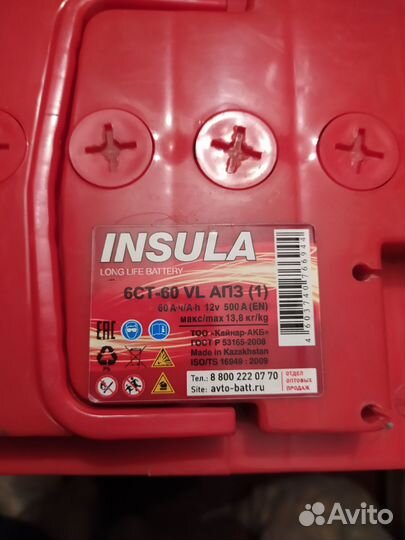 INSULA
LONG LIFE BATTERY
6СТ-60 VL АПЗ (1)
60 А·ч/A·h 12v 500 A (EN)
макс/max 13,8 кг/kg
ТОО «Кайнар-АКБ»
ГОСТ Р 53165-2008
Made in Kazakhstan
ISO/TS 16949 : 2009
EAC
Тел.: 8 800 222 07 70
Site: avto-batt.ru
ОТДЕЛ
ОПТОВЫХ
ПРОДАЖ
Avito